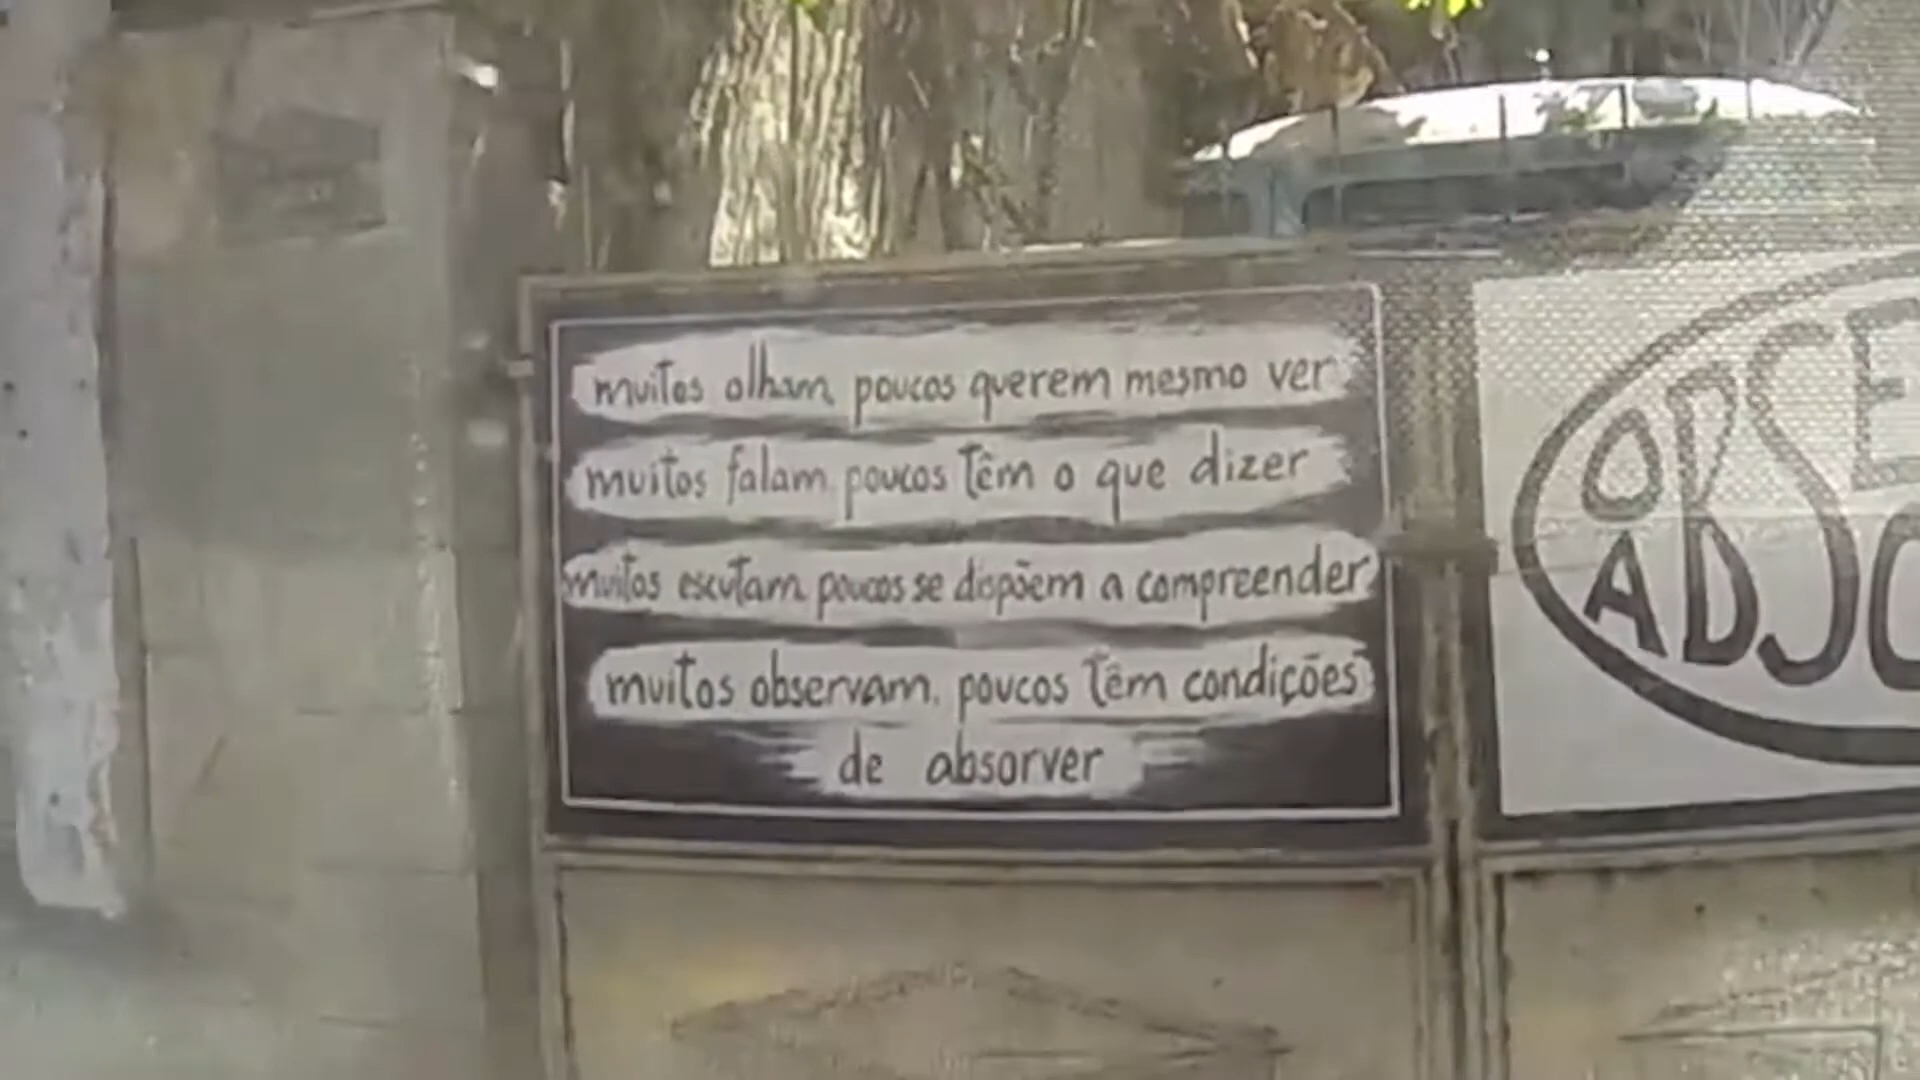 muitos olham, poucos querem mesmo ver
muitos falam, poucos têm o que dizer
muitos escutam, poucos se dispõem a compreender
muitos observam, poucos têm condições
de absorver